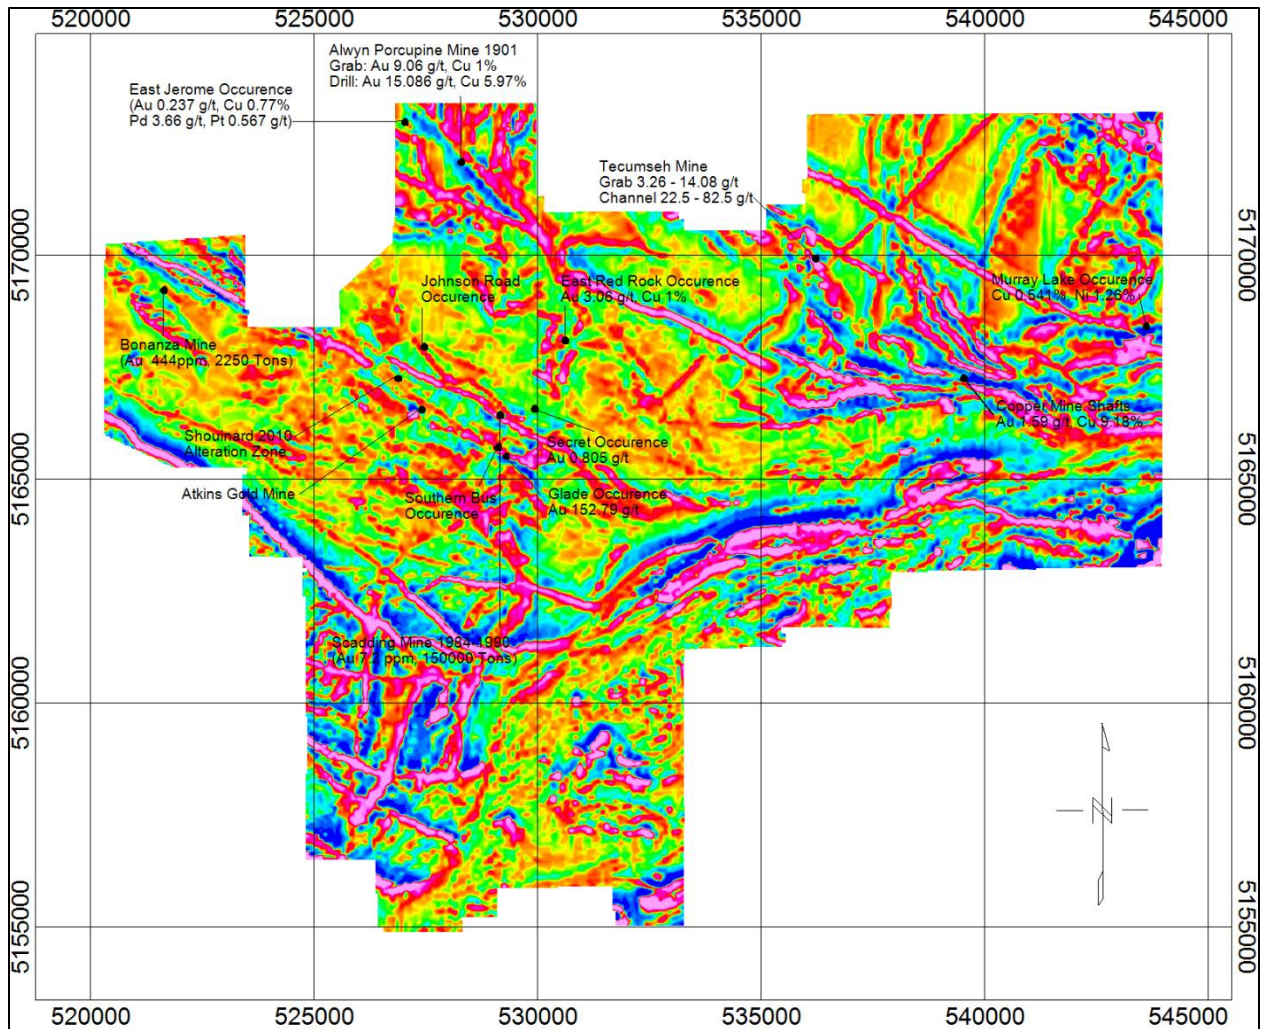 520000 525000 530000 535000 540000 545000
Alwyn Porcupine Mine 1901
Grab: Au 9.06 g/t, Cu 1%
Drill: Au 15.086 g/t, Cu 5.97%
East Jerome Occurence
(Au 0.237 g/t, Cu 0.77%
Pd 3.66 g/t, Pt 0.567 g/t)
Tecumseh Mine
Grab 3.26 - 14.08 g/t
Channel 22.5 - 82.5 g/t
5170000 5170000
Johnson Road
Occurence
East Red Rock Occurence
Au 3.06 g/t, Cu 1%
Murray Lake Occurence
Cu 0.541%, Ni 1.26%
Bonanza Mine
(Au 444ppm, 2250 Tons)
Shouinard 2010
Alteration Zone
Secret Occurence
Au 0.805 g/t
Copper Mine Shafts
Au 1.59 g/t, Cu 9.18%
Atkins Gold Mine
Southern Bus
Occurence
Glade Occurence
Au 152.79 g/t
5165000 5165000
Scadding Mine 1984-1990
(Au 7.2 ppm, 150000 Tons)
5160000 5160000
N
5155000 5155000
520000 525000 530000 535000 540000 545000